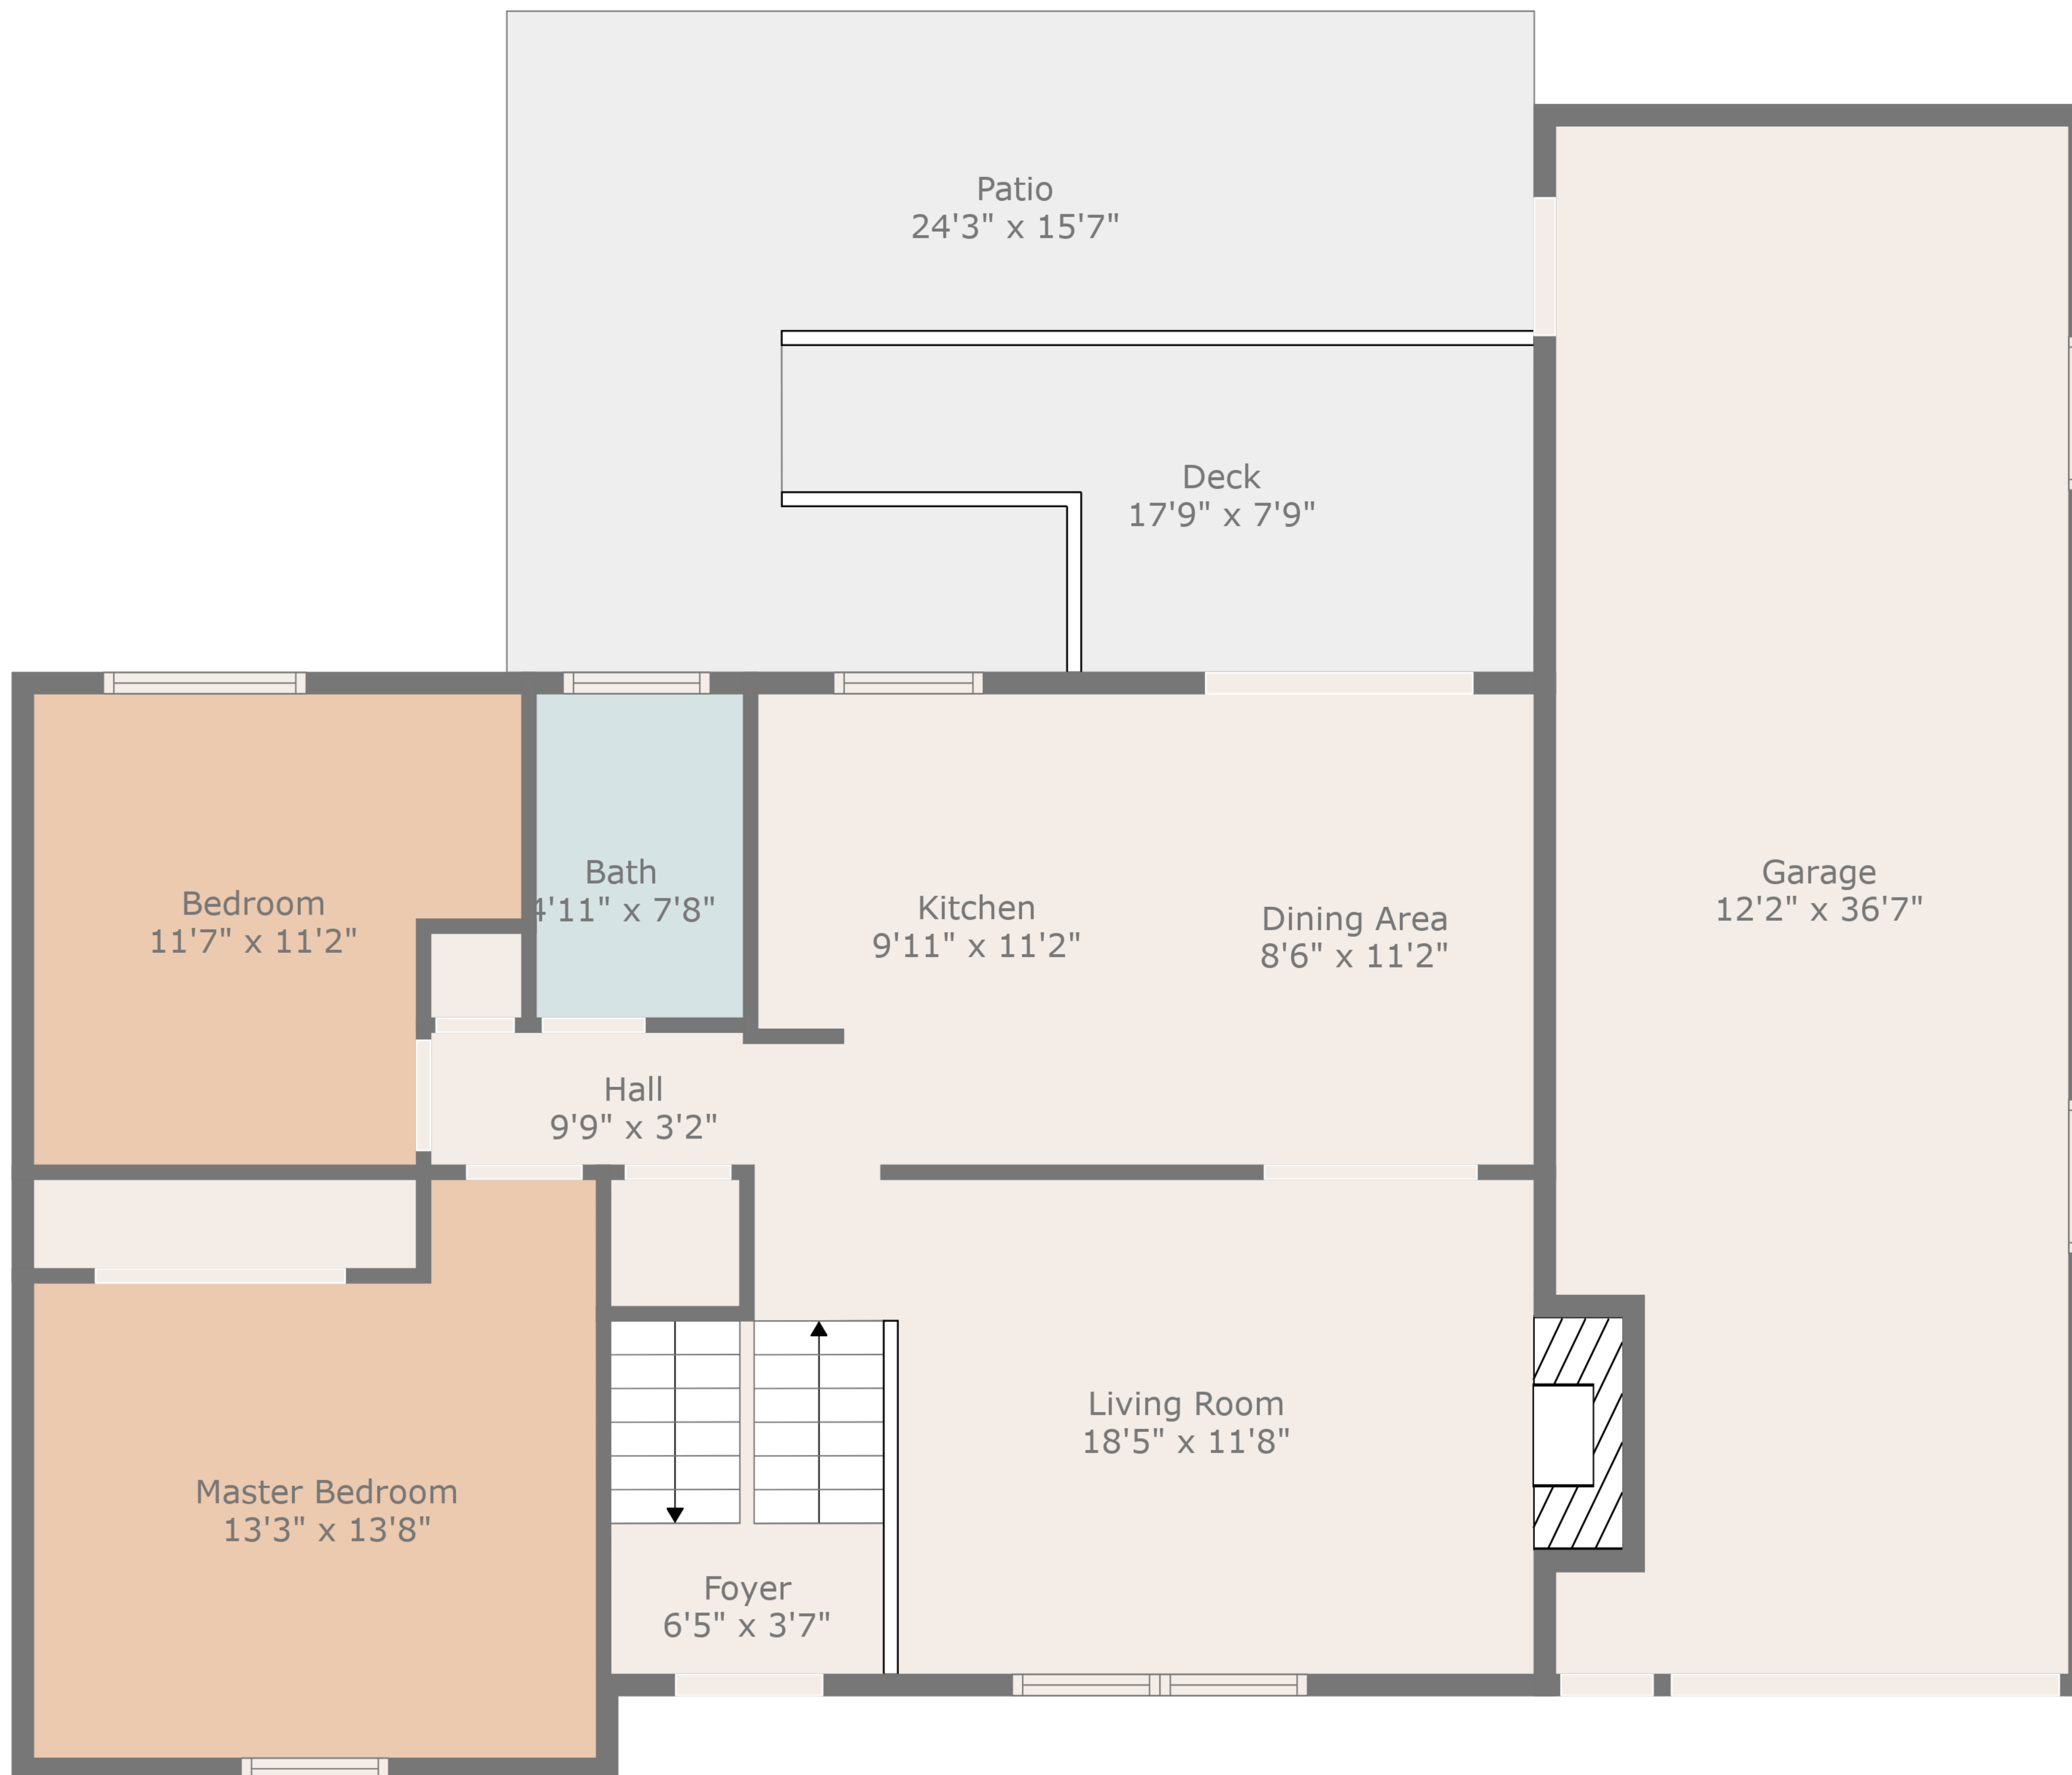 Patio
24'3" x 15'7"
Deck
17'9" x 7'9"
Bedroom
11'7" x 11'2"
Bath
4'11" x 7'8"
Kitchen
9'11" x 11'2"
Dining Area
8'6" x 11'2"
Garage
12'2" x 36'7"
Hall
9'9" x 3'2"
Living Room
18'5" x 11'8"
Master Bedroom
13'3" x 13'8"
Foyer
6'5" x 3'7"